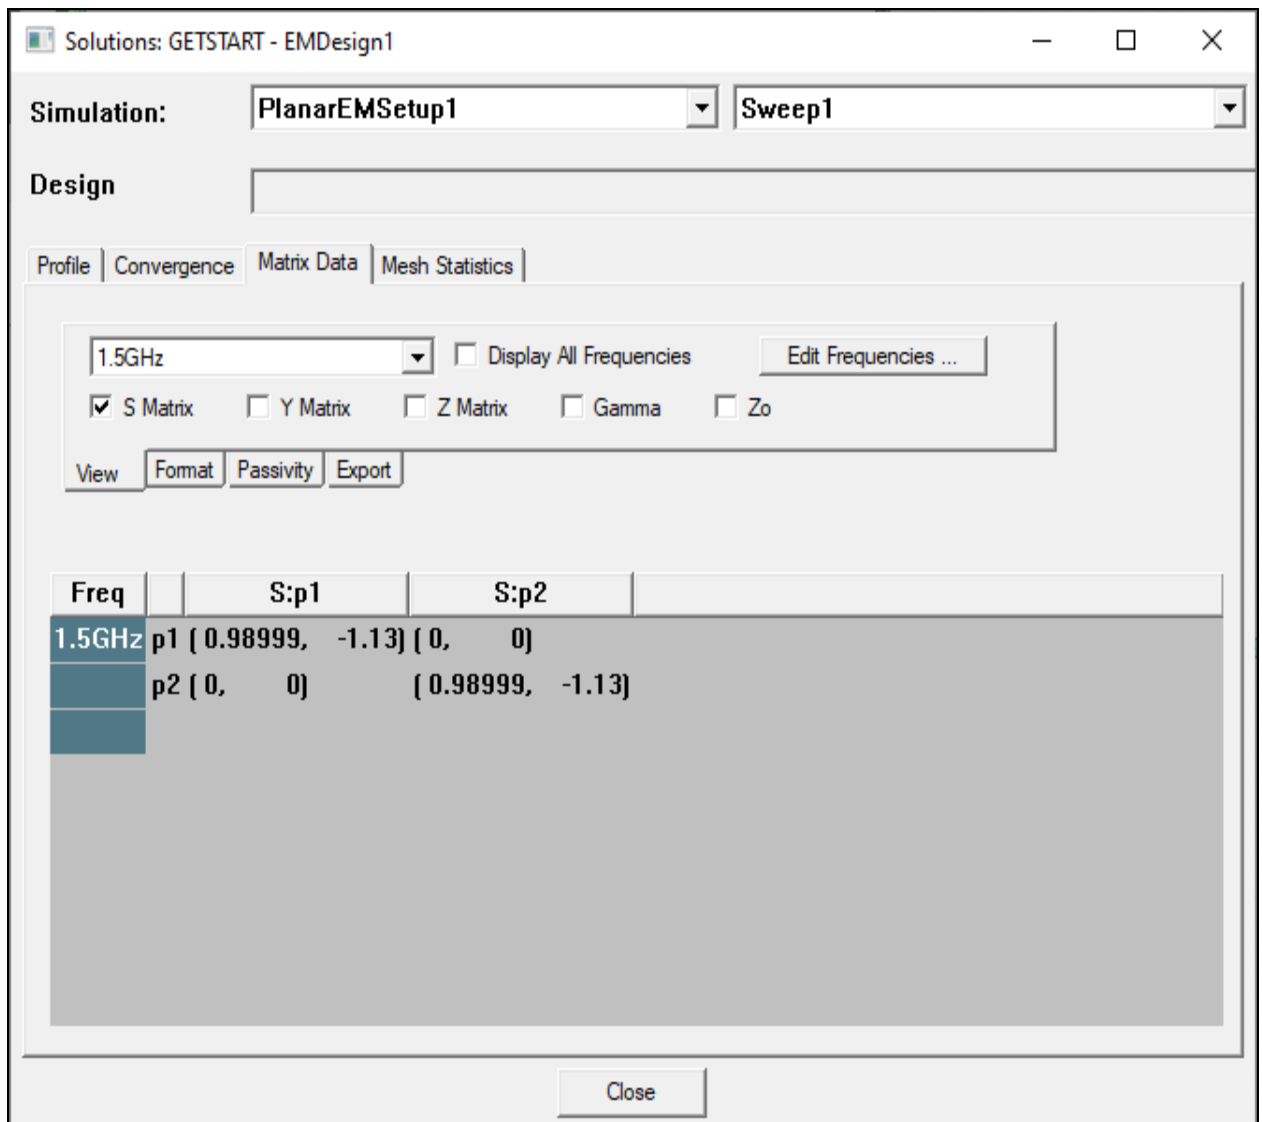 Solutions: GETSTART - EMDesign1
Simulation: PlanarEMSetup1 Sweep1
Design
Profile Convergence Matrix Data Mesh Statistics
1.5GHz Display All Frequencies Edit Frequencies ...
S Matrix Y Matrix Z Matrix Gamma Zo
View Format Passivity Export
Freq S:p1 S:p2
1.5GHz p1 ( 0.98999, -1.13) ( 0, 0)
p2 ( 0, 0) ( 0.98999, -1.13)
Close